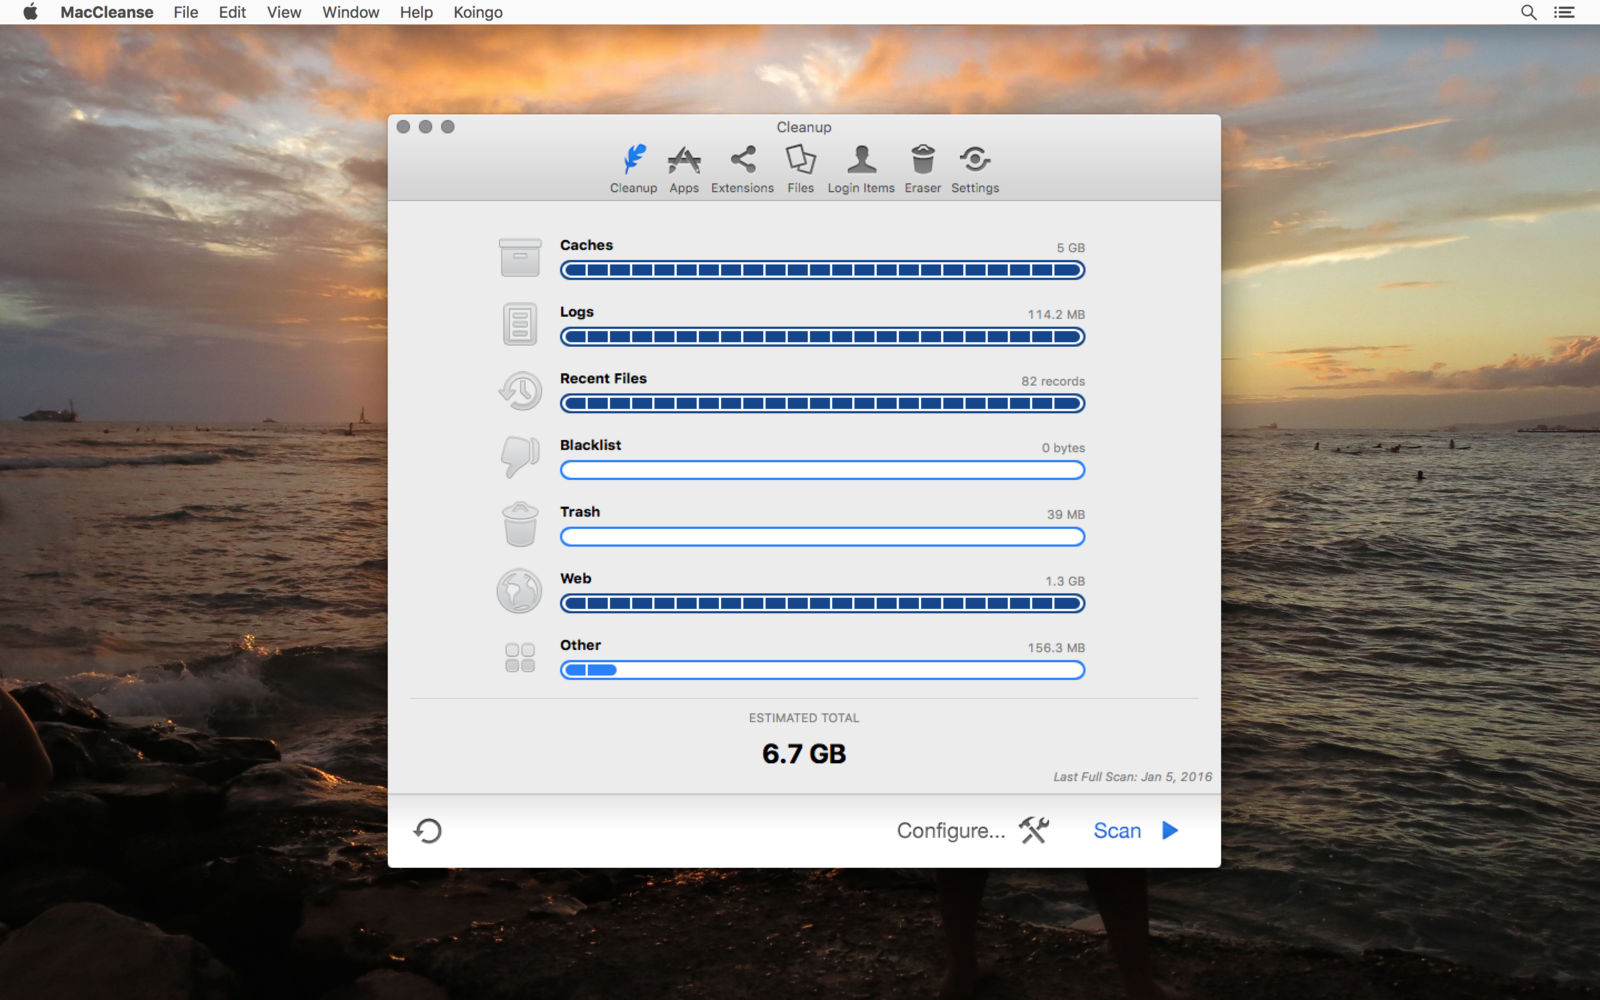 MacCleanse File Edit View Window Help Koingo
Cleanup
Cleanup Apps Extensions Files Login Items Eraser Settings
Caches 5 GB
Logs 114.2 MB
Recent Files 82 records
Blacklist 0 bytes
Trash 39 MB
Web 1.3 GB
Other 156.3 MB
ESTIMATED TOTAL
6.7 GB
Last Full Scan: Jan 5, 2016
Configure... Scan